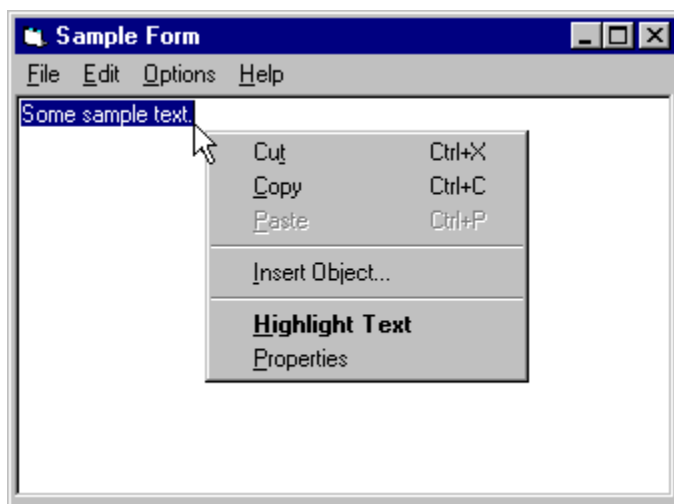 Sample Form
File Edit Options Help
Some sample text.
Cut Ctrl+X
Copy Ctrl+C
Paste Ctrl+P
Insert Object...
Highlight Text
Properties